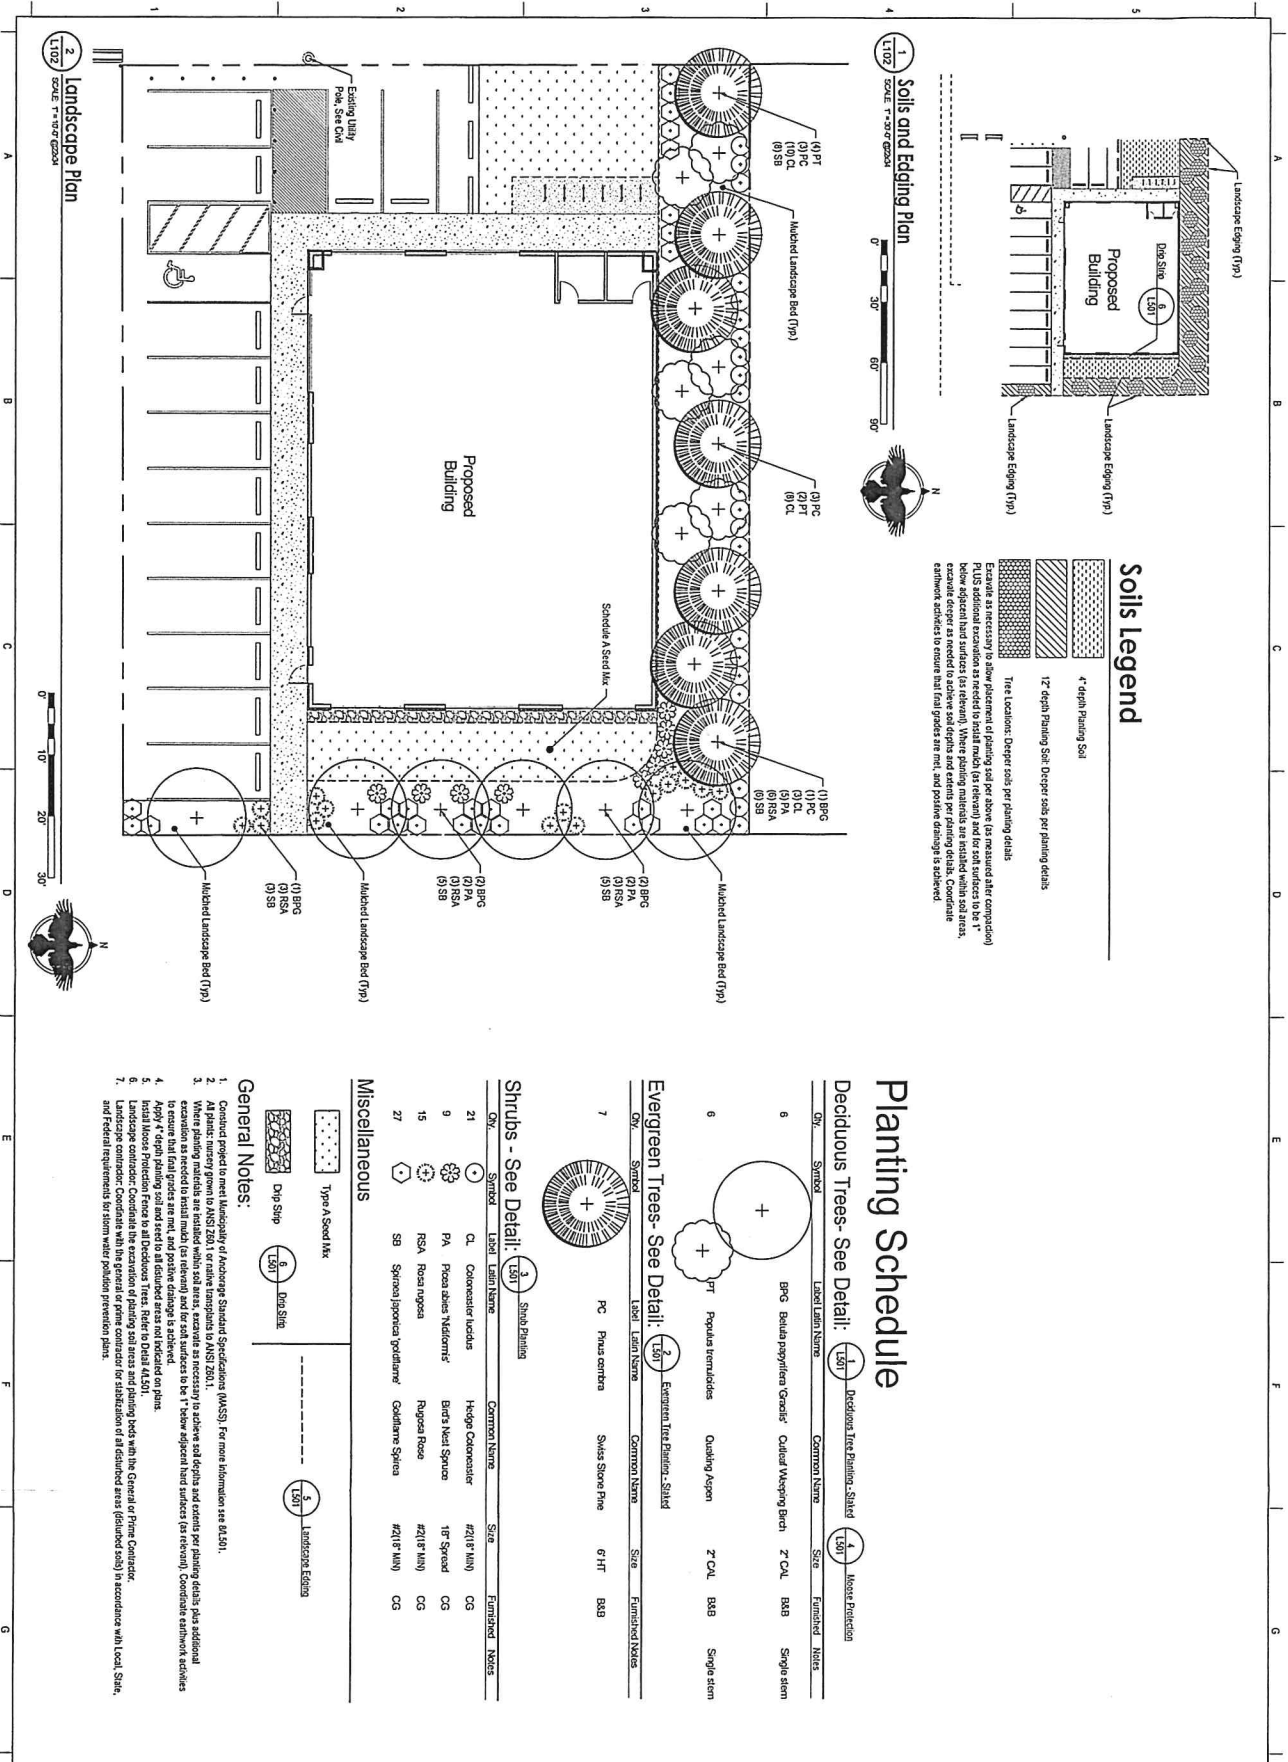 1
2
3
4
5
A
B
C
D
E
F
G
Landscape Edging (Typ.)
Drip Strip
6
L501
Proposed
Building
Landscape Edging (Typ.)
Landscape Edging (Typ.)
1
L102
Soils and Edging Plan
SCALE: 1" = 30'-0" @22x34
0'
30'
60'
90'
N
Soils Legend
4" depth Planting Soil
12" depth Planting Soil: Deeper soils per planting details
Tree Locations: Deeper soils per planting details
Excavate as necessary to allow placement of planting soil per above (as measured after compaction)
PLUS additional excavation as needed to install mulch (as relevant) and for soft surfaces to be 1"
below adjacent hard surfaces (as relevant). Where planting materials are installed within soil areas,
excavate deeper as needed to achieve soil depths and extents per planting details. Coordinate
earthwork activities to ensure that final grades are met, and positive drainage is achieved.
(4) PT
(3) PC
(10) CL
(8) SB
Mulched Landscape Bed (Typ.)
(3) PC
(2) PT
(8) CL
(1) BPG
(1) PC
(3) CL
(5) PA
(6) RSA
(6) SB
Mulched Landscape Bed (Typ.)
Schedule A Seed Mix
Proposed
Building
(2) BPG
(2) PA
(3) RSA
(5) SB
(2) BPG
(2) PA
(3) RSA
(5) SB
Mulched Landscape Bed (Typ.)
(1) BPG
(3) RSA
(3) SB
Mulched Landscape Bed (Typ.)
Existing Utility
Pole, See Civil
2
L102
Landscape Plan
SCALE: 1" = 10'-0" @22x34
0'
10'
20'
30'
N
Planting Schedule
Deciduous Trees- See Detail: 1 L501 Deciduous Tree Planting - Staked 4 L501 Moose Protection
Qty. Symbol Label Latin Name Common Name Size Furnished Notes
6 BPG Betula papyrifera 'Gracilis' Cutleaf Weeping Birch 2" CAL B&B Single stem
6 PT Populus tremuloides Quaking Aspen 2" CAL B&B Single stem
Evergreen Trees- See Detail: 2 L501 Evergreen Tree Planting - Staked
Qty. Symbol Label Latin Name Common Name Size Furnished Notes
7 PC Pinus cembra Swiss Stone Pine 6' HT B&B
Shrubs - See Detail: 3 L501 Shrub Planting
Qty. Symbol Label Latin Name Common Name Size Furnished Notes
21 CL Cotoneaster lucidus Hedge Cotoneaster #2(18" MIN) CG
9 PA Picea abies 'Nidiformis' Bird's Nest Spruce 18" Spread CG
15 RSA Rosa rugosa Rugosa Rose #2(18" MIN) CG
27 SB Spiraea japonica 'goldflame' Goldflame Spirea #2(18" MIN) CG
Miscellaneous
Type A Seed Mix
Drip Strip 6 L501 Drip Strip
5 L501 Landscape Edging
General Notes:
1. Construct project to meet Municipality of Anchorage Standard Specifications (MASS). For more information see 8/L501.
2. All plants: nursery grown to ANSI Z60.1 or native transplants to ANSI Z60.1.
3. Where planting materials are installed within soil areas, excavate as necessary to achieve soil depths and extents per planting details plus additional
excavation as needed to install mulch (as relevant) and for soft surfaces to be 1" below adjacent hard surfaces (as relevant). Coordinate earthwork activities
to ensure that final grades are met, and positive drainage is achieved.
4. Apply 4" depth planting soil and seed to all disturbed areas not indicated on plans.
5. Install Moose Protection Fence to all Deciduous Trees. Refer to Detail 4/L501.
6. Landscape contractor: Coordinate the excavation of planting soil areas and planting beds with the General or Prime Contractor.
7. Landscape contractor: Coordinate with the general or prime contractor for stabilization of all disturbed areas (disturbed soils) in accordance with Local, State,
and Federal requirements for storm water pollution prevention plans.